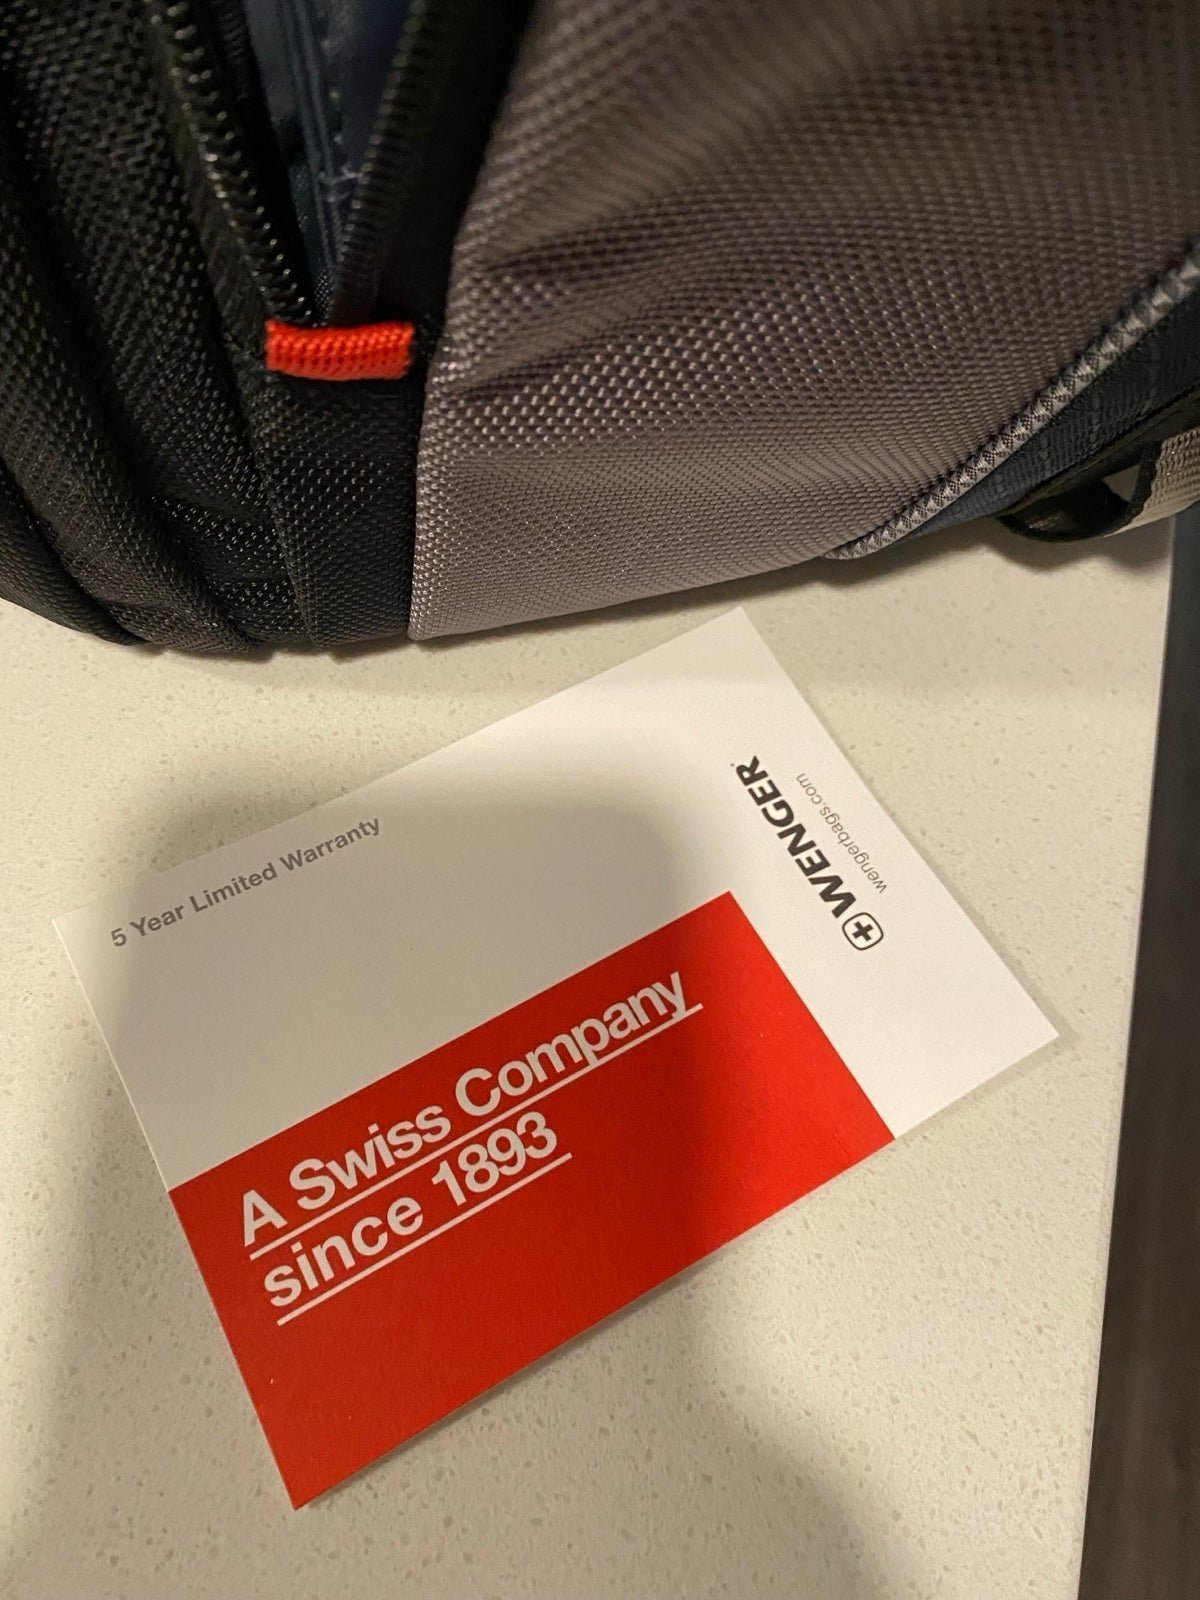 5 Year Limited Warranty
WENGER
wengerbags.com
A Swiss Company
since 1893